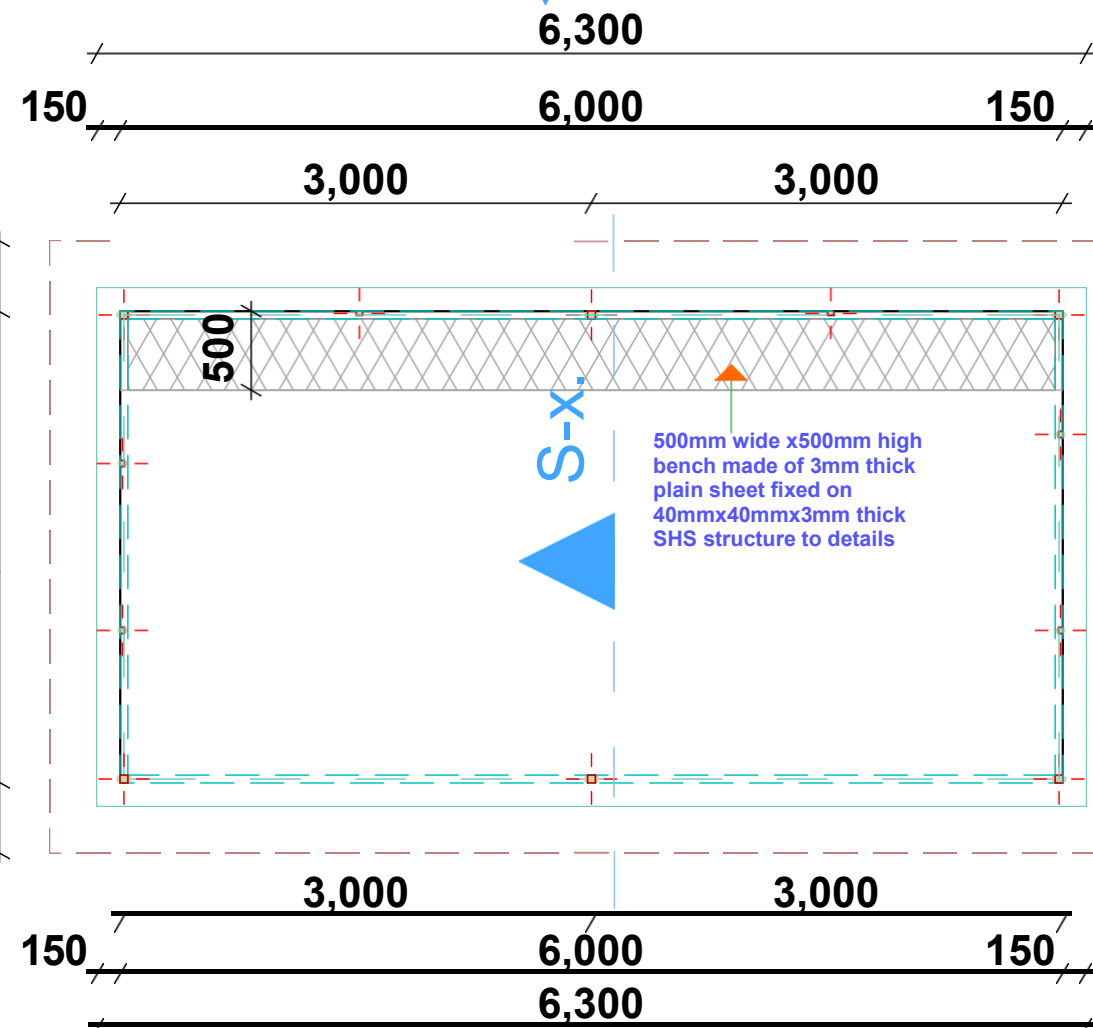 6,300
150 6,000 150
3,000 3,000
500
S-x.
500mm wide x500mm high
bench made of 3mm thick
plain sheet fixed on
40mmx40mmx3mm thick
SHS structure to details
3,000 3,000
150 6,000 150
6,300